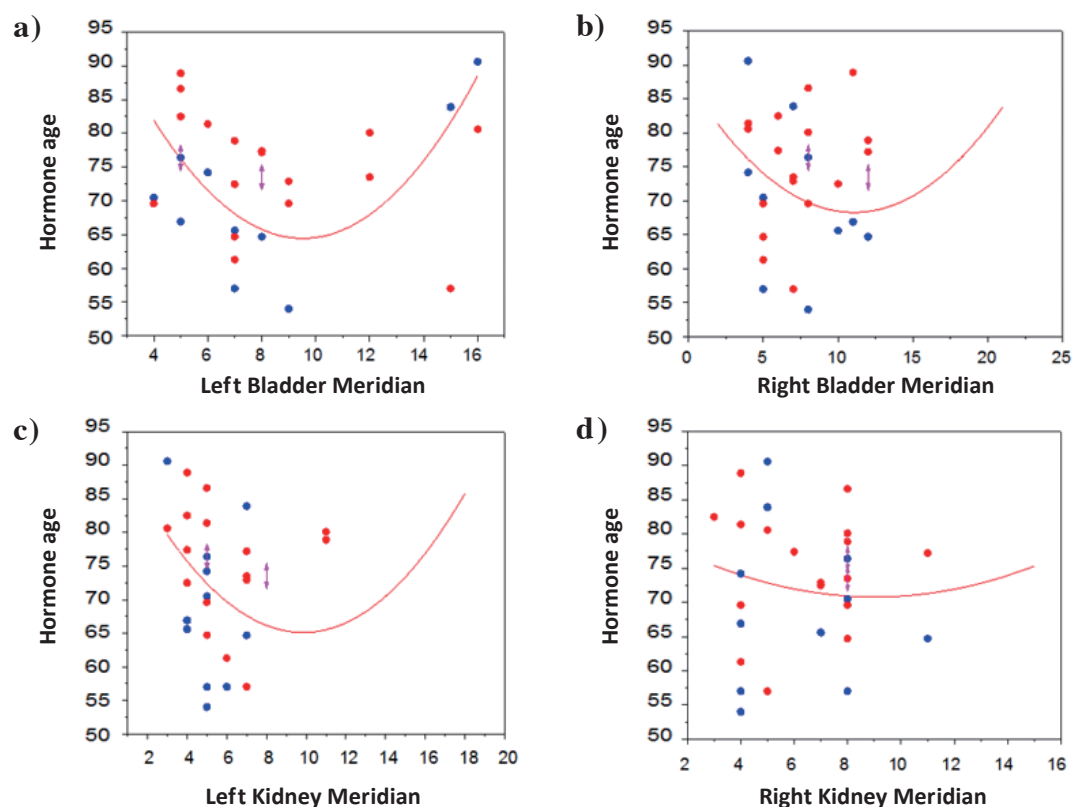 a)
95
90
85
80
75
70
65
60
55
50
Hormone age
4 6 8 10 12 14 16
Left Bladder Meridian
b)
95
90
85
80
75
70
65
60
55
50
Hormone age
0 5 10 15 20 25
Right Bladder Meridian
c)
95
90
85
80
75
70
65
60
55
50
Hormone age
2 4 6 8 10 12 14 16 18 20
Left Kidney Meridian
d)
95
90
85
80
75
70
65
60
55
50
Hormone age
2 4 6 8 10 12 14 16
Right Kidney Meridian